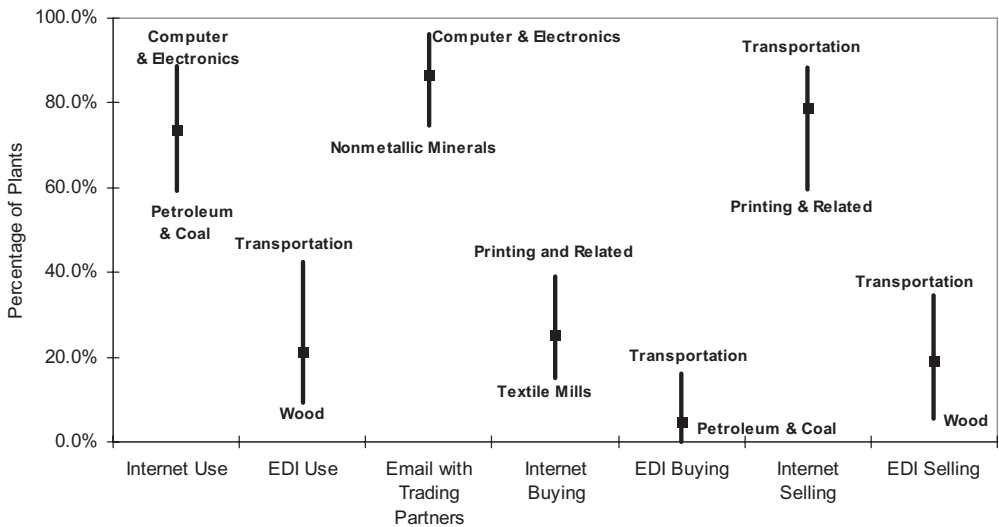 100.0%
80.0%
60.0%
40.0%
20.0%
0.0%
Percentage of Plants
Computer
& Electronics
Petroleum
& Coal
Transportation
Wood
Computer & Electronics
Nonmetallic Minerals
Printing and Related
Textile Mills
Transportation
Petroleum & Coal
Transportation
Printing & Related
Transportation
Wood
Internet Use
EDI Use
Email with
Trading
Partners
Internet
Buying
EDI Buying
Internet
Selling
EDI Selling